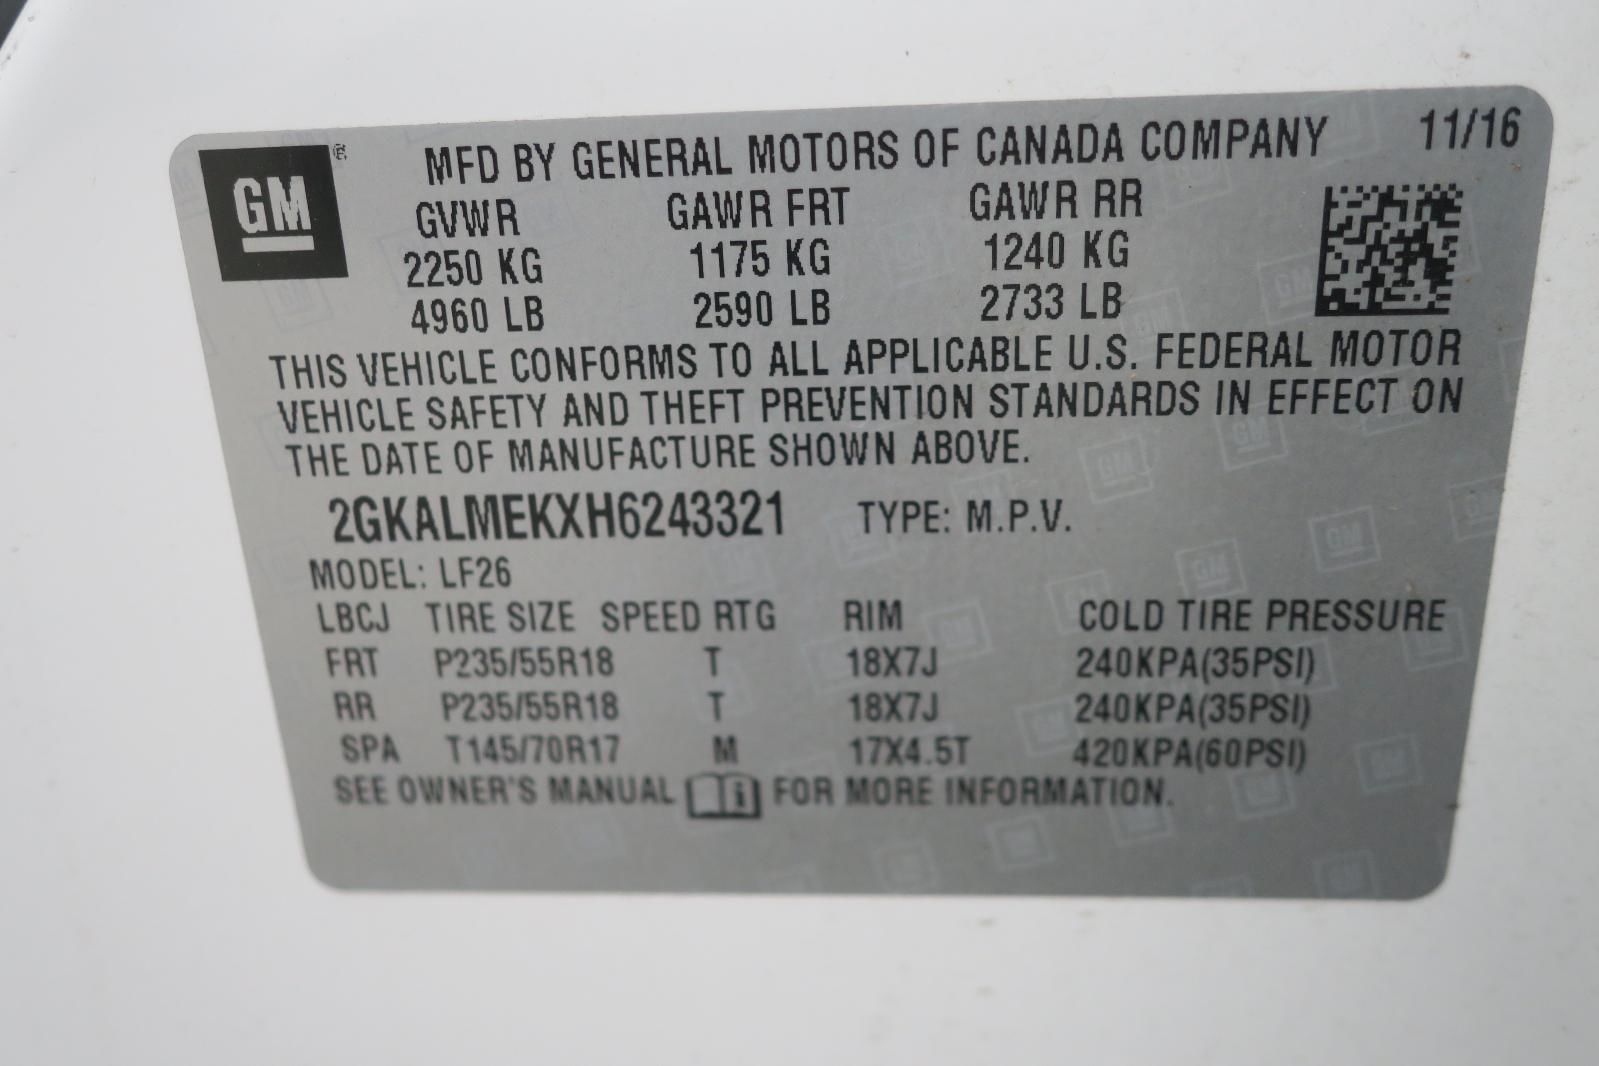 GM ® MFD BY GENERAL MOTORS OF CANADA COMPANY 11/16
GVWR GAWR FRT GAWR RR
2250 KG 1175 KG 1240 KG
4960 LB 2590 LB 2733 LB
THIS VEHICLE CONFORMS TO ALL APPLICABLE U.S. FEDERAL MOTOR
VEHICLE SAFETY AND THEFT PREVENTION STANDARDS IN EFFECT ON
THE DATE OF MANUFACTURE SHOWN ABOVE.
2GKALMEKXH6243321 TYPE: M.P.V.
MODEL: LF26
LBCJ TIRE SIZE SPEED RTG RIM COLD TIRE PRESSURE
FRT P235/55R18 T 18X7J 240KPA(35PSI)
RR P235/55R18 T 18X7J 240KPA(35PSI)
SPA T145/70R17 M 17X4.5T 420KPA(60PSI)
SEE OWNER'S MANUAL i FOR MORE INFORMATION.